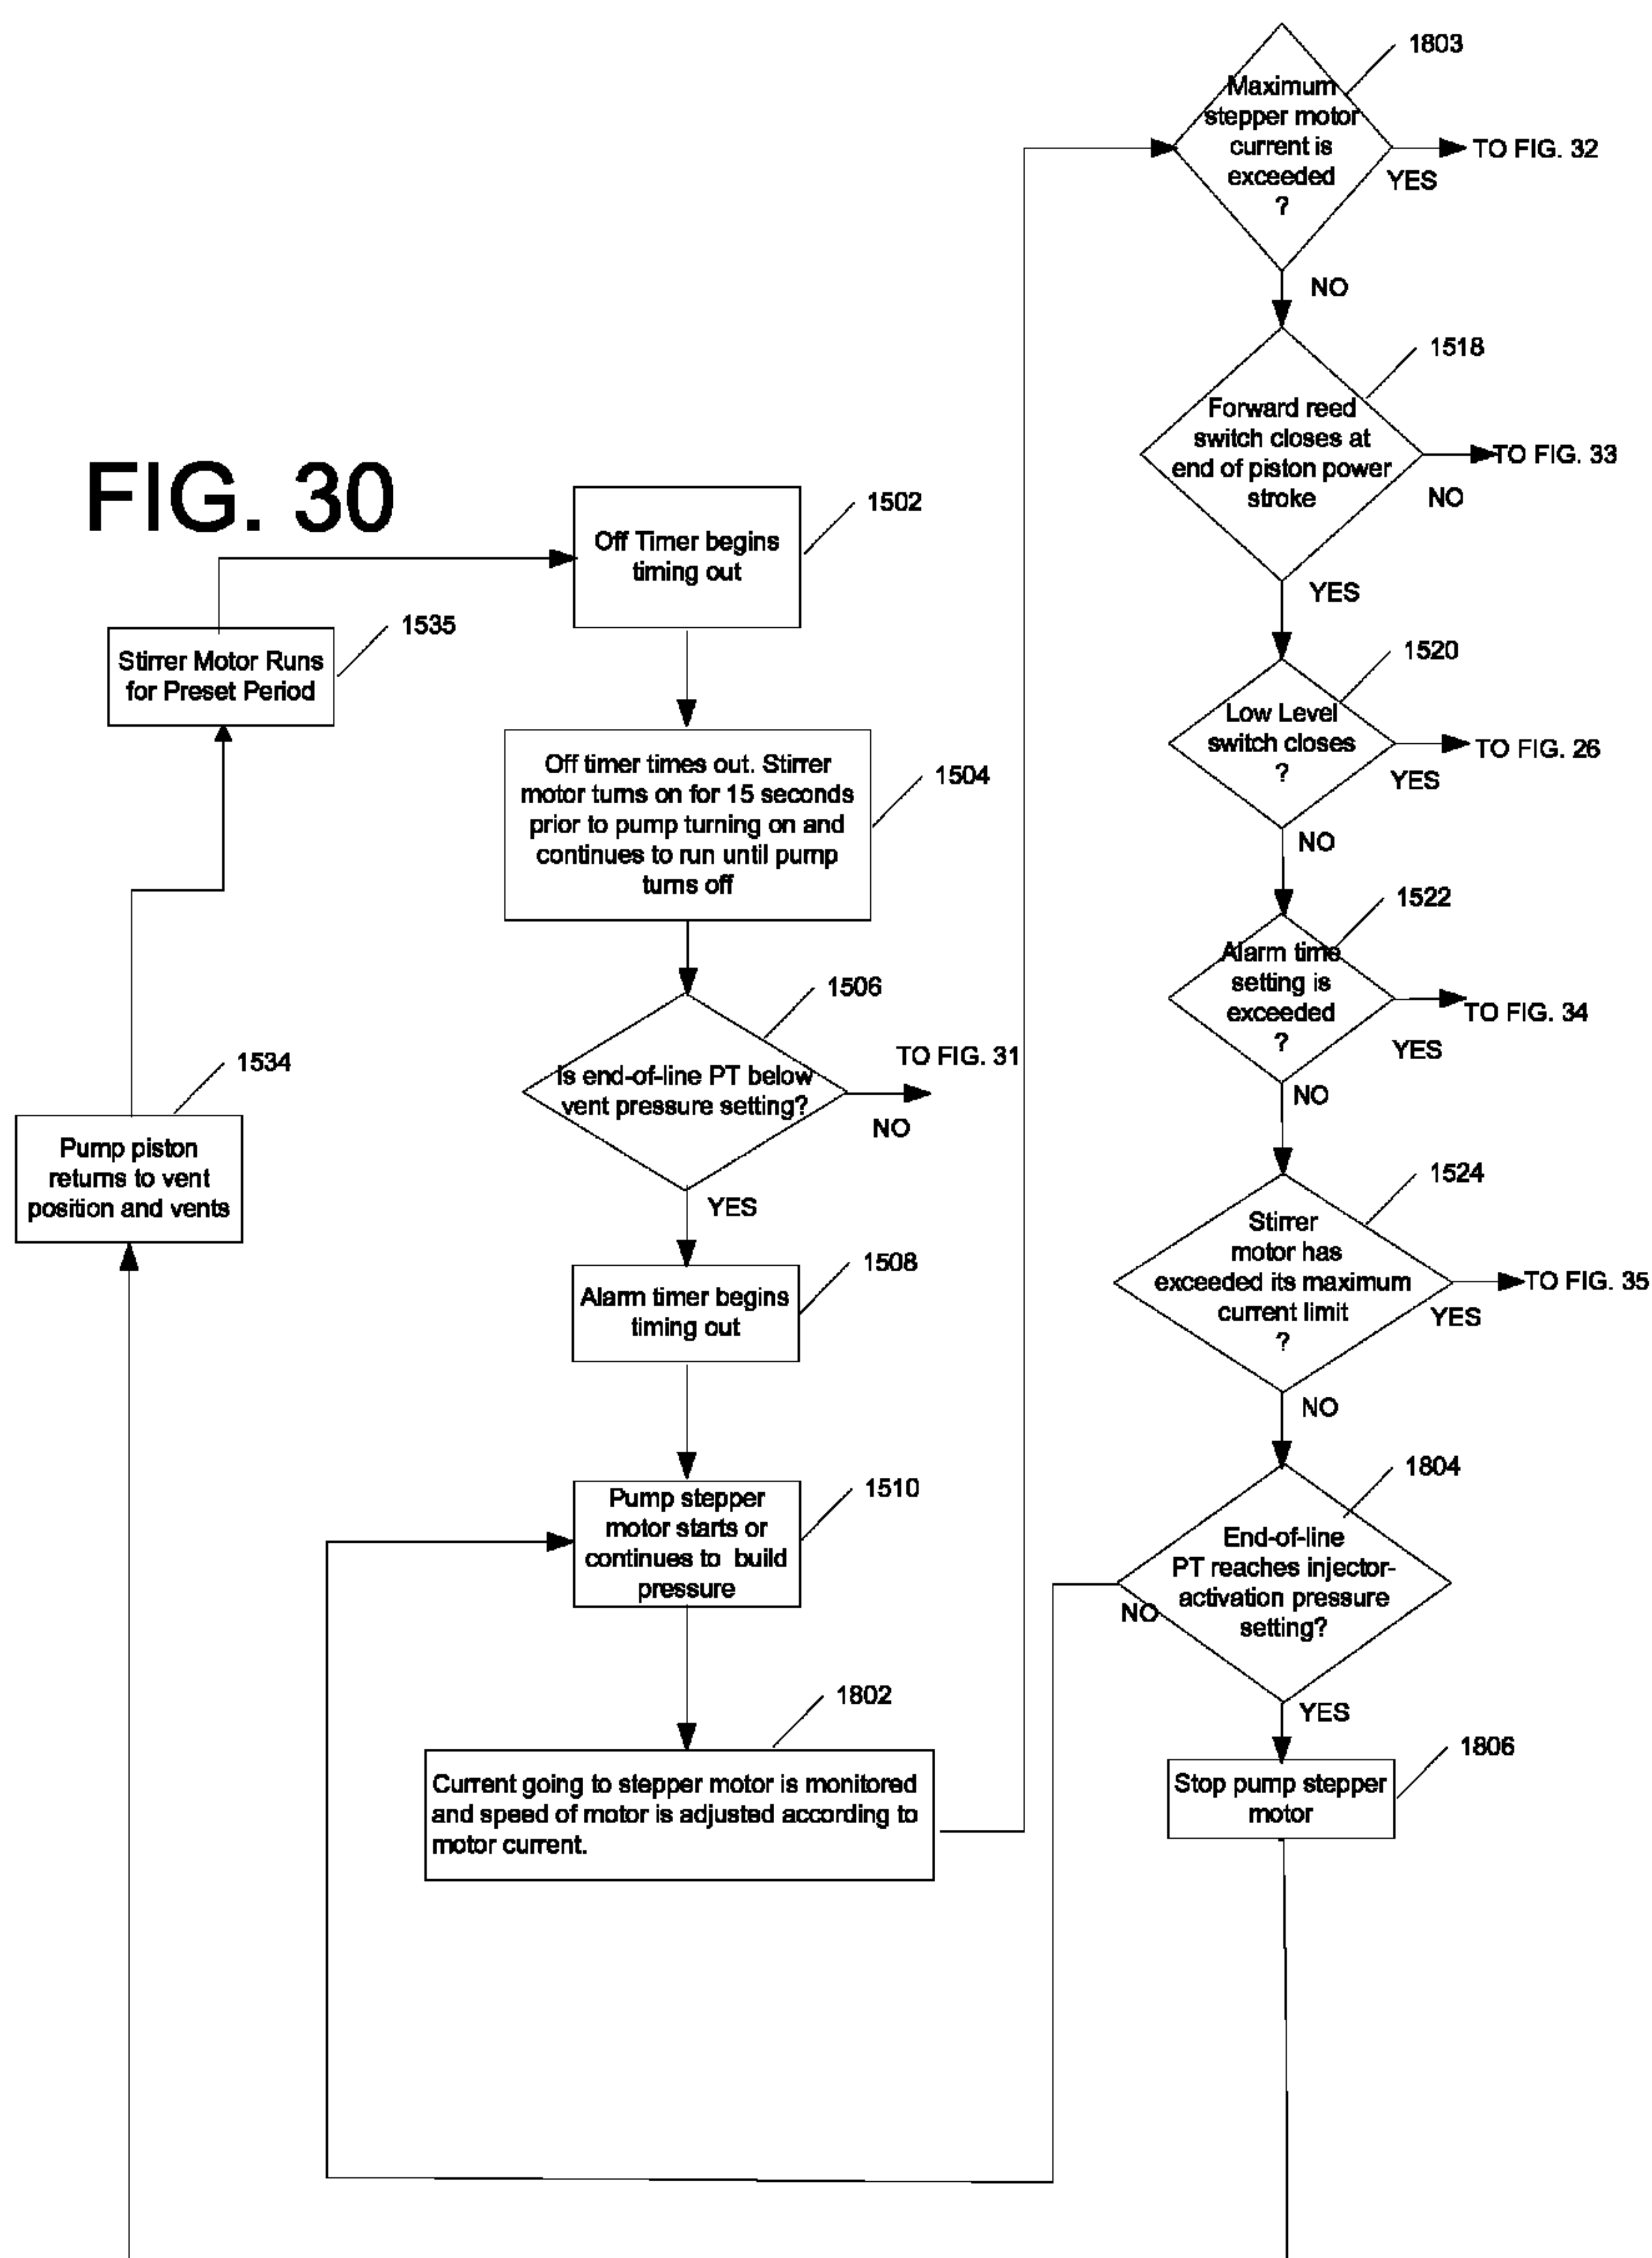 FIG. 30
1502
Off Timer begins
timing out
1535
Stirrer Motor Runs
for Preset Period
Off timer times out. Stirrer
motor turns on for 15 seconds
prior to pump turning on and
continues to run until pump
turns off
1504
1506
Is end-of-line PT below
vent pressure setting?
TO FIG. 31
NO
YES
1534
Pump piston
returns to vent
position and vents
1508
Alarm timer begins
timing out
1510
Pump stepper
motor starts or
continues to build
pressure
1802
Current going to stepper motor is monitored
and speed of motor is adjusted according to
motor current.
1803
Maximum
stepper motor
current is
exceeded
?
TO FIG. 32
YES
NO
1518
Forward reed
switch closes at
end of piston power
stroke
TO FIG. 33
NO
YES
1520
Low Level
switch closes
?
TO FIG. 26
YES
NO
1522
Alarm time
setting is
exceeded
?
TO FIG. 34
YES
NO
1524
Stirrer
motor has
exceeded its maximum
current limit
?
TO FIG. 35
YES
NO
1804
End-of-line
PT reaches injector-
activation pressure
setting?
NO
YES
1806
Stop pump stepper
motor